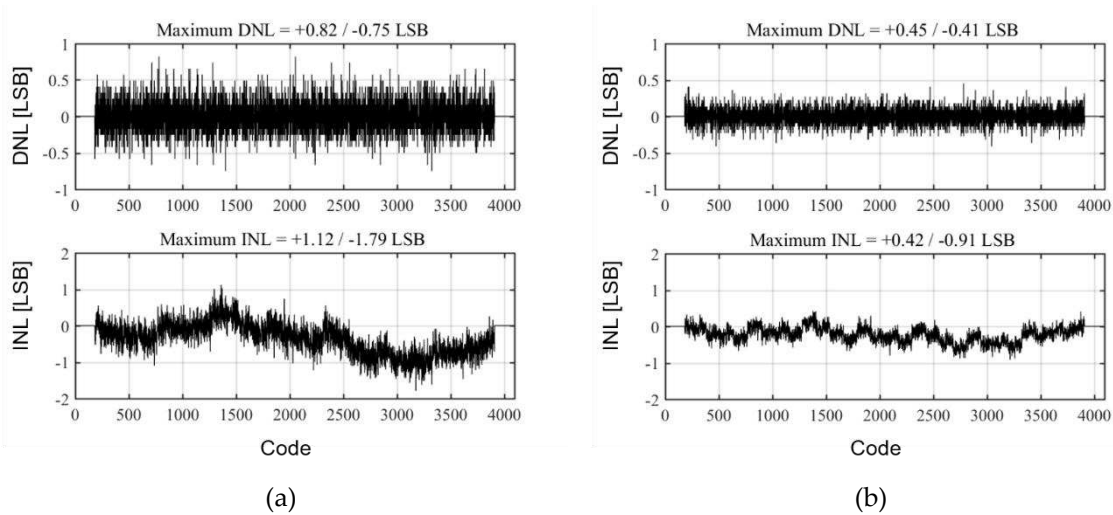 Maximum DNL = +0.82 / -0.75 LSB
DNL [LSB]
1
0.5
0
-0.5
-1
0 500 1000 1500 2000 2500 3000 3500 4000
Maximum INL = +1.12 / -1.79 LSB
INL [LSB]
2
1
0
-1
-2
0 500 1000 1500 2000 2500 3000 3500 4000
Code
(a)
Maximum DNL = +0.45 / -0.41 LSB
DNL [LSB]
1
0.5
0
-0.5
-1
0 500 1000 1500 2000 2500 3000 3500 4000
Maximum INL = +0.42 / -0.91 LSB
INL [LSB]
2
1
0
-1
-2
0 500 1000 1500 2000 2500 3000 3500 4000
Code
(b)